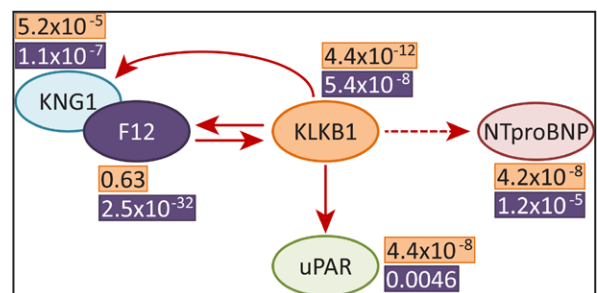 5.2x10⁻⁵
1.1x10⁻⁷
KNG1
F12
0.63
2.5x10⁻³²
4.4x10⁻¹²
5.4x10⁻⁸
KLKB1
NTproBNP
4.2x10⁻⁸
1.2x10⁻⁵
uPAR
4.4x10⁻⁸
0.0046